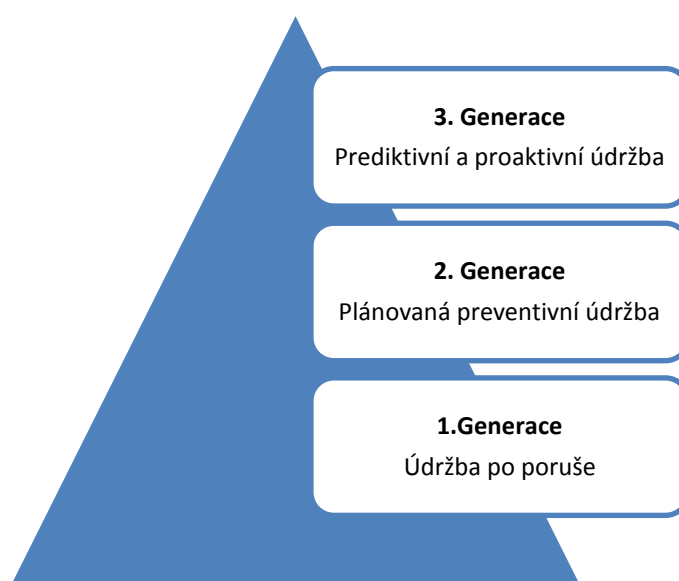 3. Generace
Prediktivní a proaktivní údržba
2. Generace
Plánovaná preventivní údržba
1.Generace
Údržba po poruše